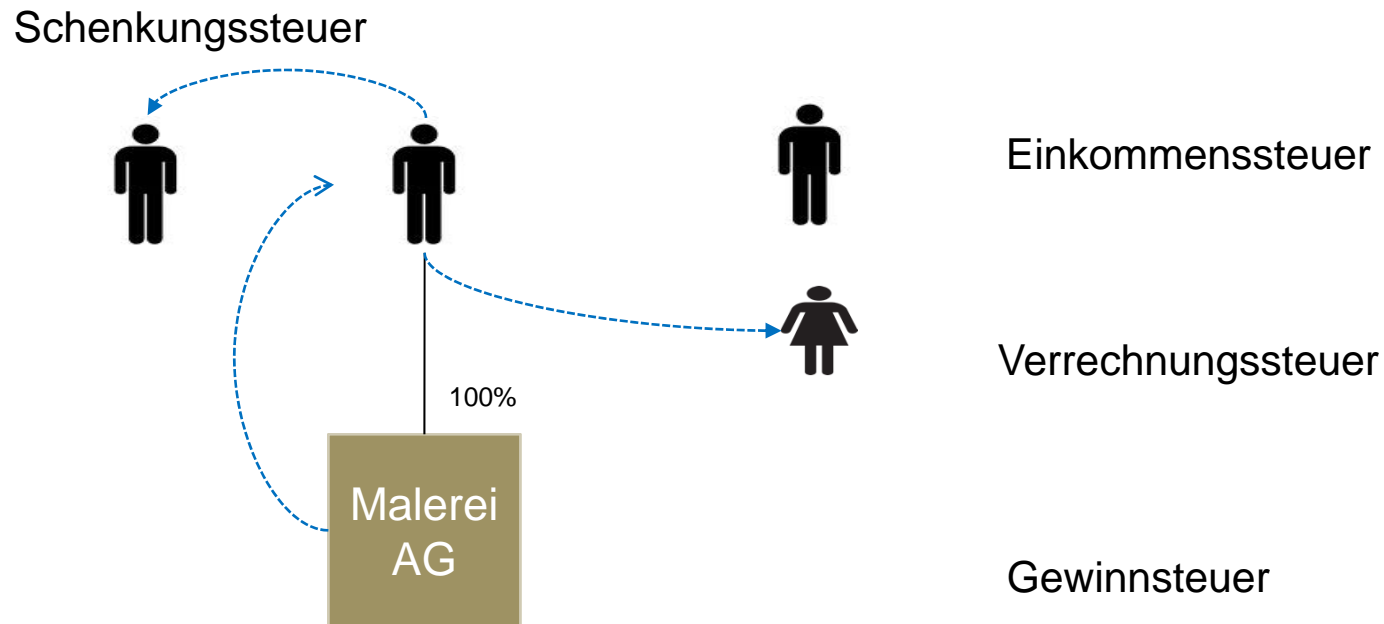 Schenkungssteuer
Einkommenssteuer
Verrechnungssteuer
100%
Malerei
AG
Gewinnsteuer